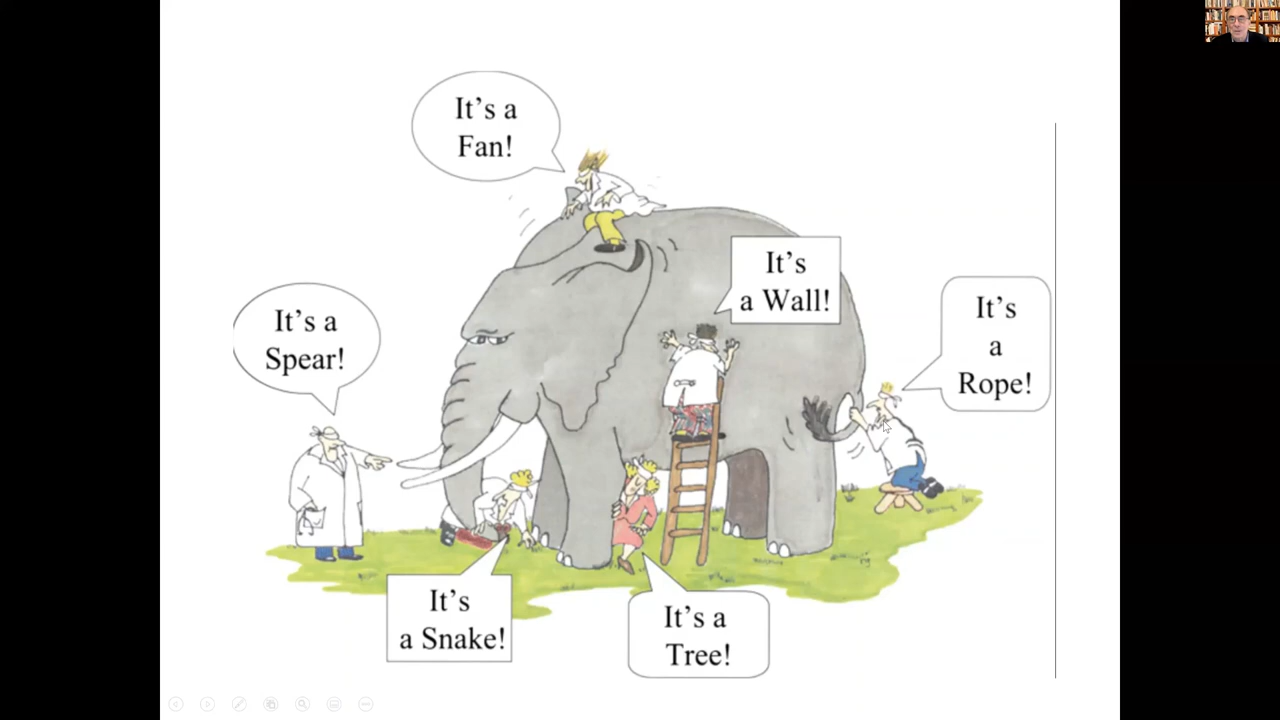 It's a
Fan!
It's
a Wall!
It's a
Spear!
It's
a
Rope!
It's
a Snake!
It's a
Tree!